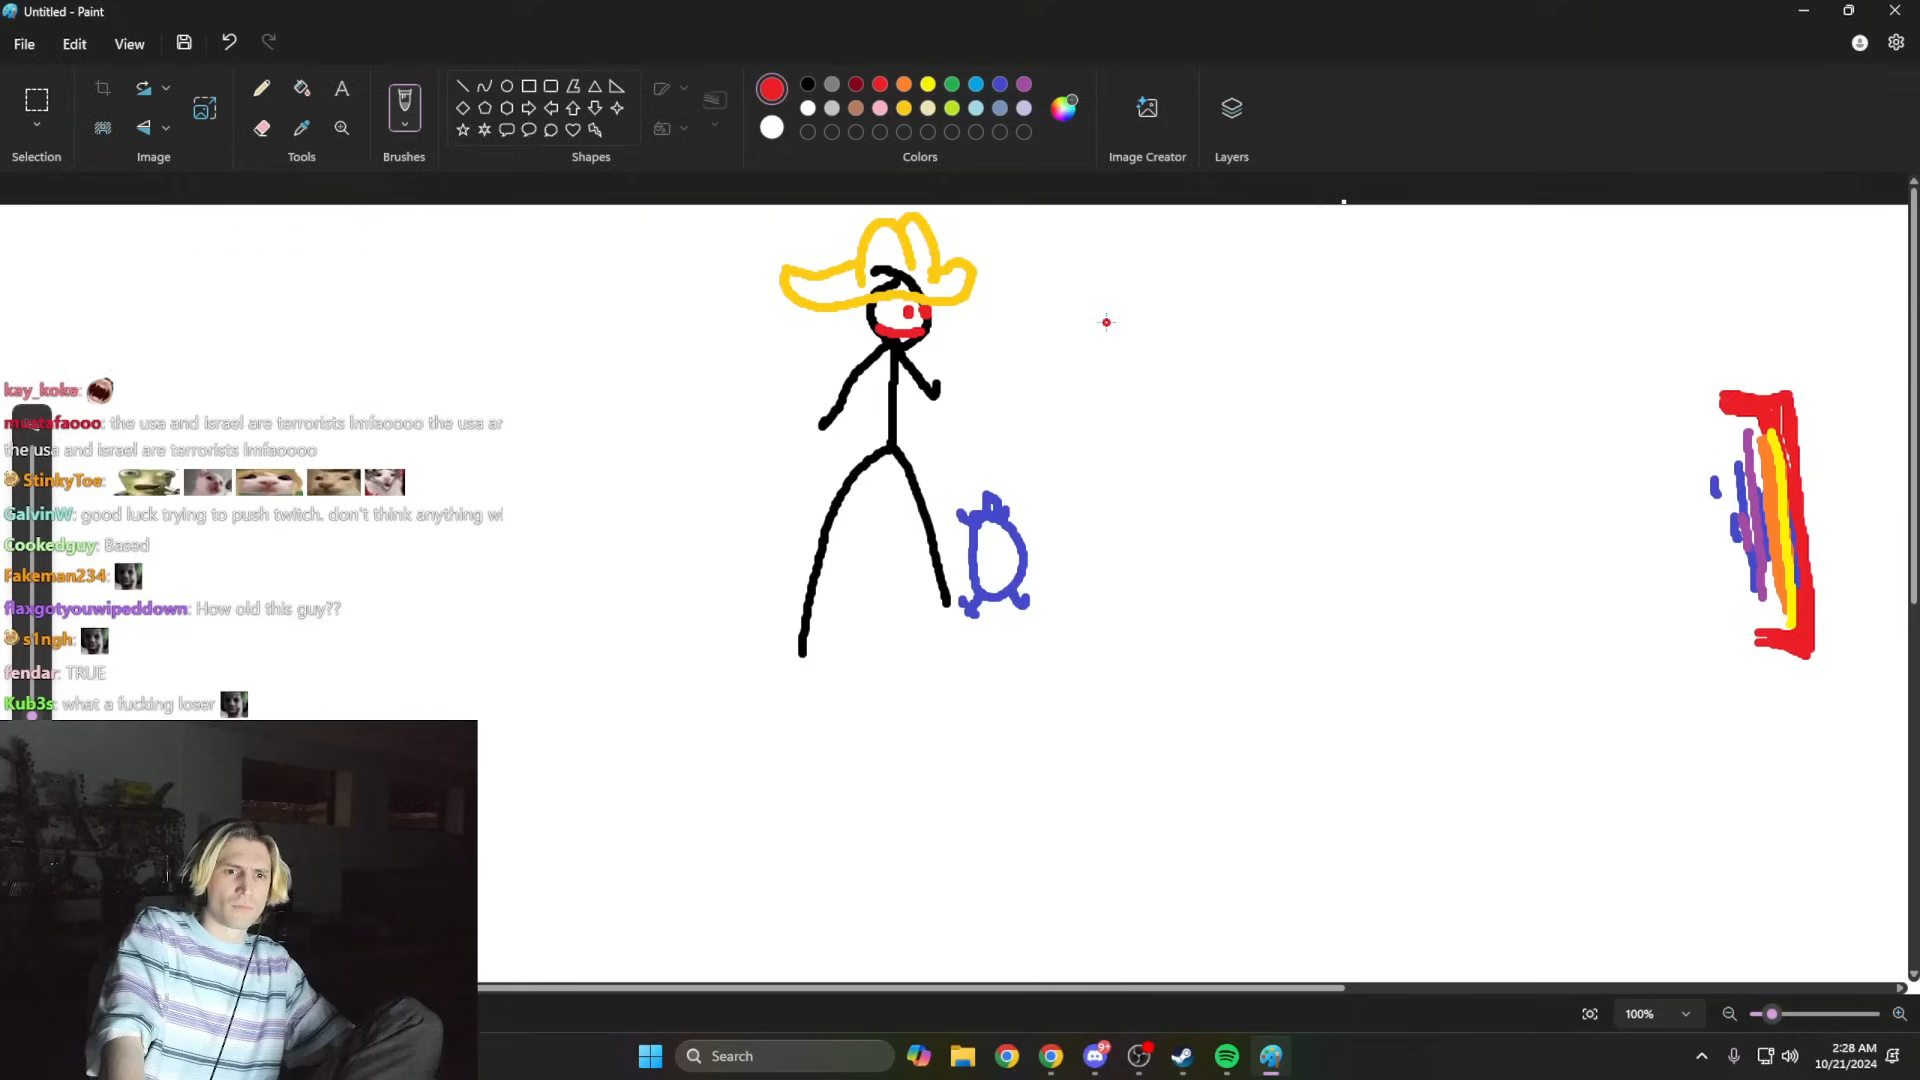 Untitled - Paint
File Edit View
Selection Image Tools Brushes Shapes Colors Image Creator Layers
kay_koke:
mustafaooo: the usa and israel are terrorists lmfaoooo the usa ar
the usa and israel are terrorists lmfaoooo
StinkyToe:
GalvinW: good luck trying to push twitch. don't think anything wi
Cookedguy: Based
Fakeman234:
flaxgotyouwipeddown: How old this guy??
s1ngh:
fendar: TRUE
Kub3s: what a fucking loser
100%
Search
9+
2:28 AM
10/21/2024